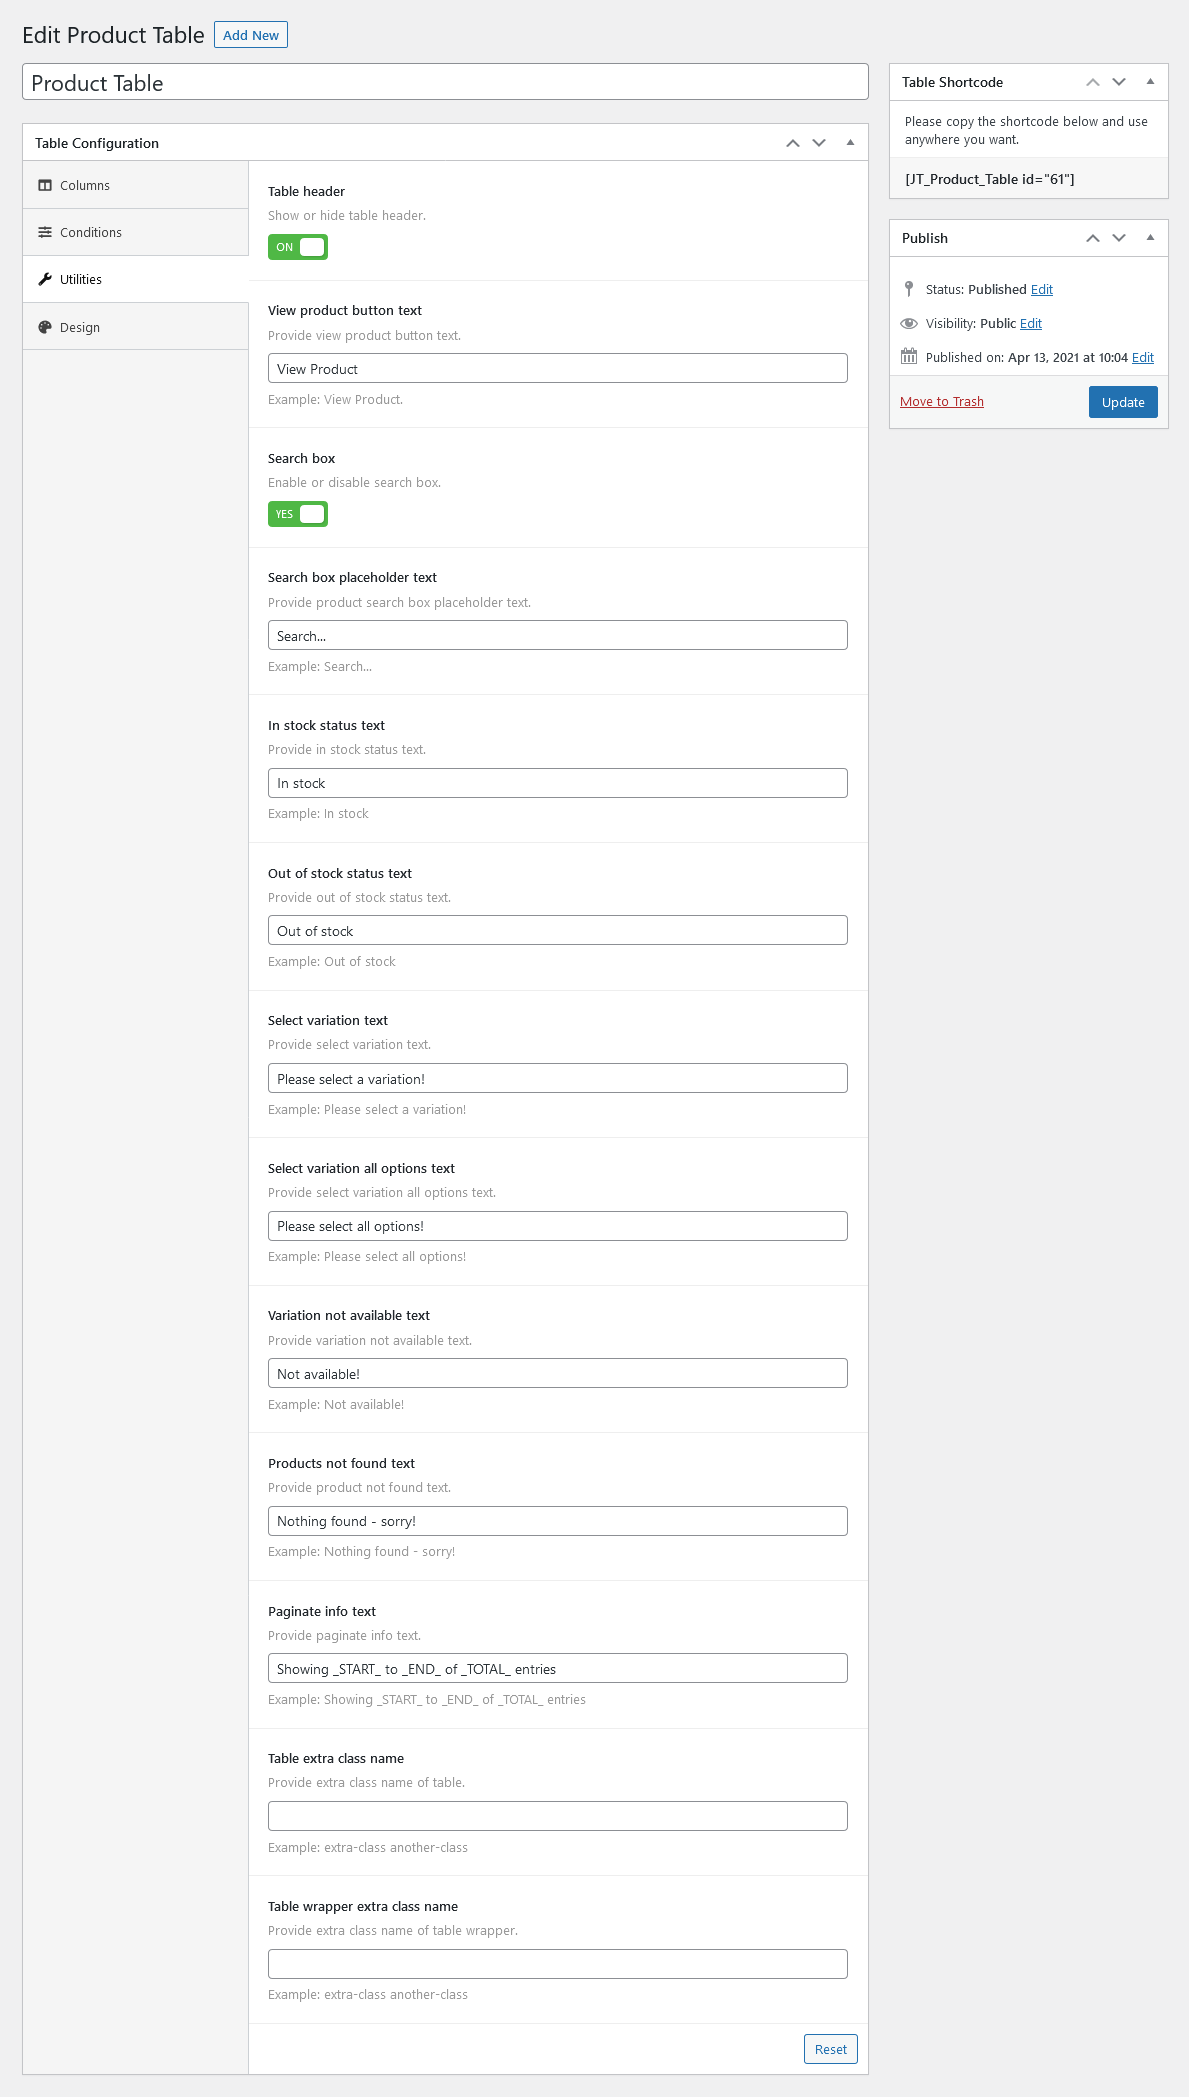 Edit Product Table Add New
Product Table
Table Configuration
Columns
Conditions
Utilities
Design
Table header
Show or hide table header.
ON
View product button text
Provide view product button text.
View Product
Example: View Product.
Search box
Enable or disable search box.
YES
Search box placeholder text
Provide product search box placeholder text.
Search...
Example: Search...
In stock status text
Provide in stock status text.
In stock
Example: In stock
Out of stock status text
Provide out of stock status text.
Out of stock
Example: Out of stock
Select variation text
Provide select variation text.
Please select a variation!
Example: Please select a variation!
Select variation all options text
Provide select variation all options text.
Please select all options!
Example: Please select all options!
Variation not available text
Provide variation not available text.
Not available!
Example: Not available!
Products not found text
Provide product not found text.
Nothing found - sorry!
Example: Nothing found - sorry!
Paginate info text
Provide paginate info text.
Showing _START_ to _END_ of _TOTAL_ entries
Example: Showing _START_ to _END_ of _TOTAL_ entries
Table extra class name
Provide extra class name of table.
Example: extra-class another-class
Table wrapper extra class name
Provide extra class name of table wrapper.
Example: extra-class another-class
Reset
Table Shortcode
Please copy the shortcode below and use
anywhere you want.
[JT_Product_Table id="61"]
Publish
Status: Published Edit
Visibility: Public Edit
Published on: Apr 13, 2021 at 10:04 Edit
Move to Trash Update